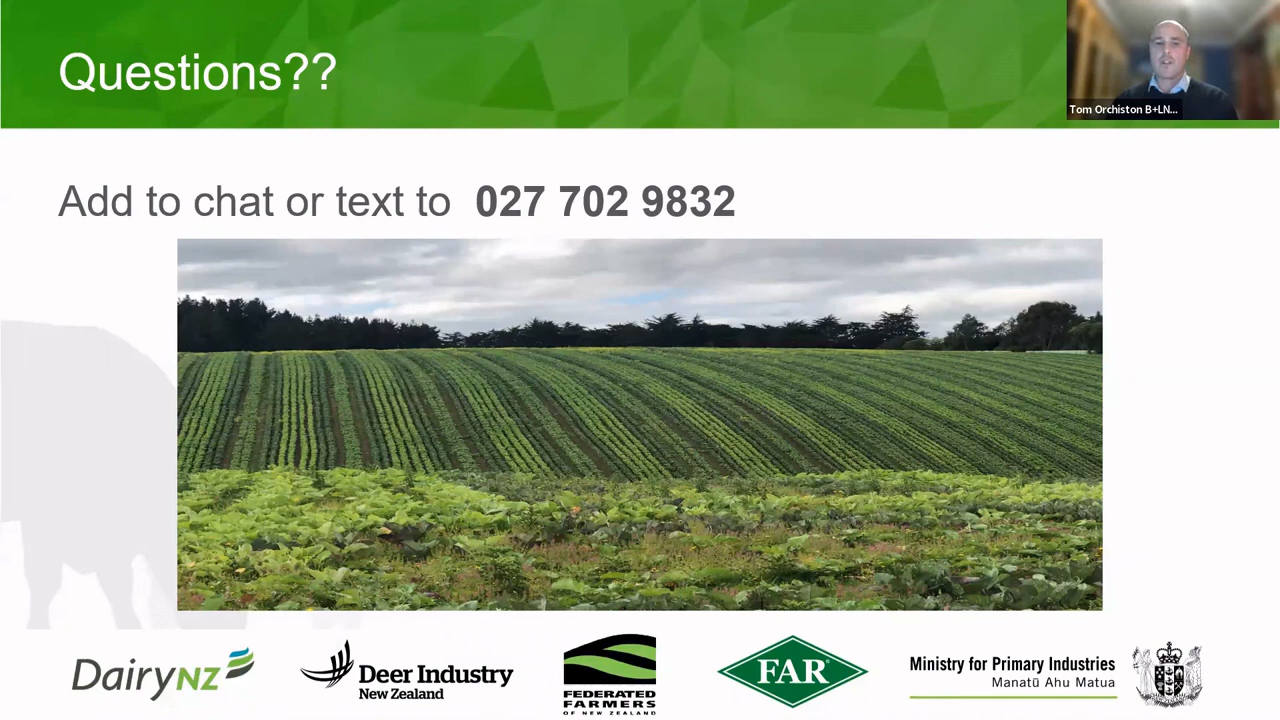 Questions??
Tom Orchiston B+LN...
Add to chat or text to 027 702 9832
DairyNZ
Deer Industry
New Zealand
FEDERATED
FARMERS
OF NEW ZEALAND
FAR
Ministry for Primary Industries
Manatū Ahu Matua